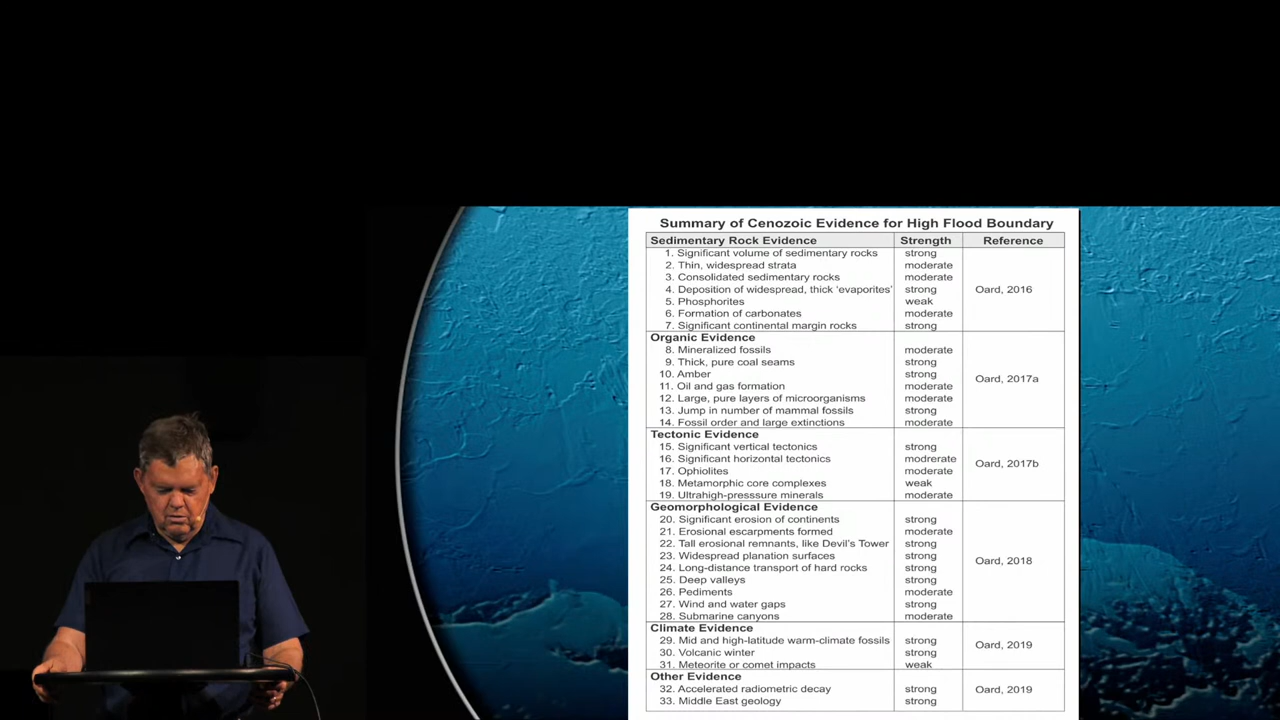 Summary of Cenozoic Evidence for High Flood Boundary
Sedimentary Rock Evidence Strength Reference
1. Significant volume of sedimentary rocks strong
2. Thin, widespread strata moderate
3. Consolidated sedimentary rocks moderate
4. Deposition of widespread, thick 'evaporites' strong Oard, 2016
5. Phosphorites weak
6. Formation of carbonates moderate
7. Significant continental margin rocks strong
Organic Evidence
8. Mineralized fossils moderate
9. Thick, pure coal seams strong
10. Amber strong Oard, 2017a
11. Oil and gas formation moderate
12. Large, pure layers of microorganisms moderate
13. Jump in number of mammal fossils strong
14. Fossil order and large extinctions moderate
Tectonic Evidence
15. Significant vertical tectonics strong
16. Significant horizontal tectonics modrerate Oard, 2017b
17. Ophiolites moderate
18. Metamorphic core complexes weak
19. Ultrahigh-presssure minerals moderate
Geomorphological Evidence
20. Significant erosion of continents strong
21. Erosional escarpments formed moderate
22. Tall erosional remnants, like Devil's Tower strong
23. Widespread planation surfaces strong Oard, 2018
24. Long-distance transport of hard rocks strong
25. Deep valleys strong
26. Pediments moderate
27. Wind and water gaps strong
28. Submarine canyons moderate
Climate Evidence
29. Mid and high-latitude warm-climate fossils strong Oard, 2019
30. Volcanic winter strong
31. Meteorite or comet impacts weak
Other Evidence
32. Accelerated radiometric decay strong Oard, 2019
33. Middle East geology strong